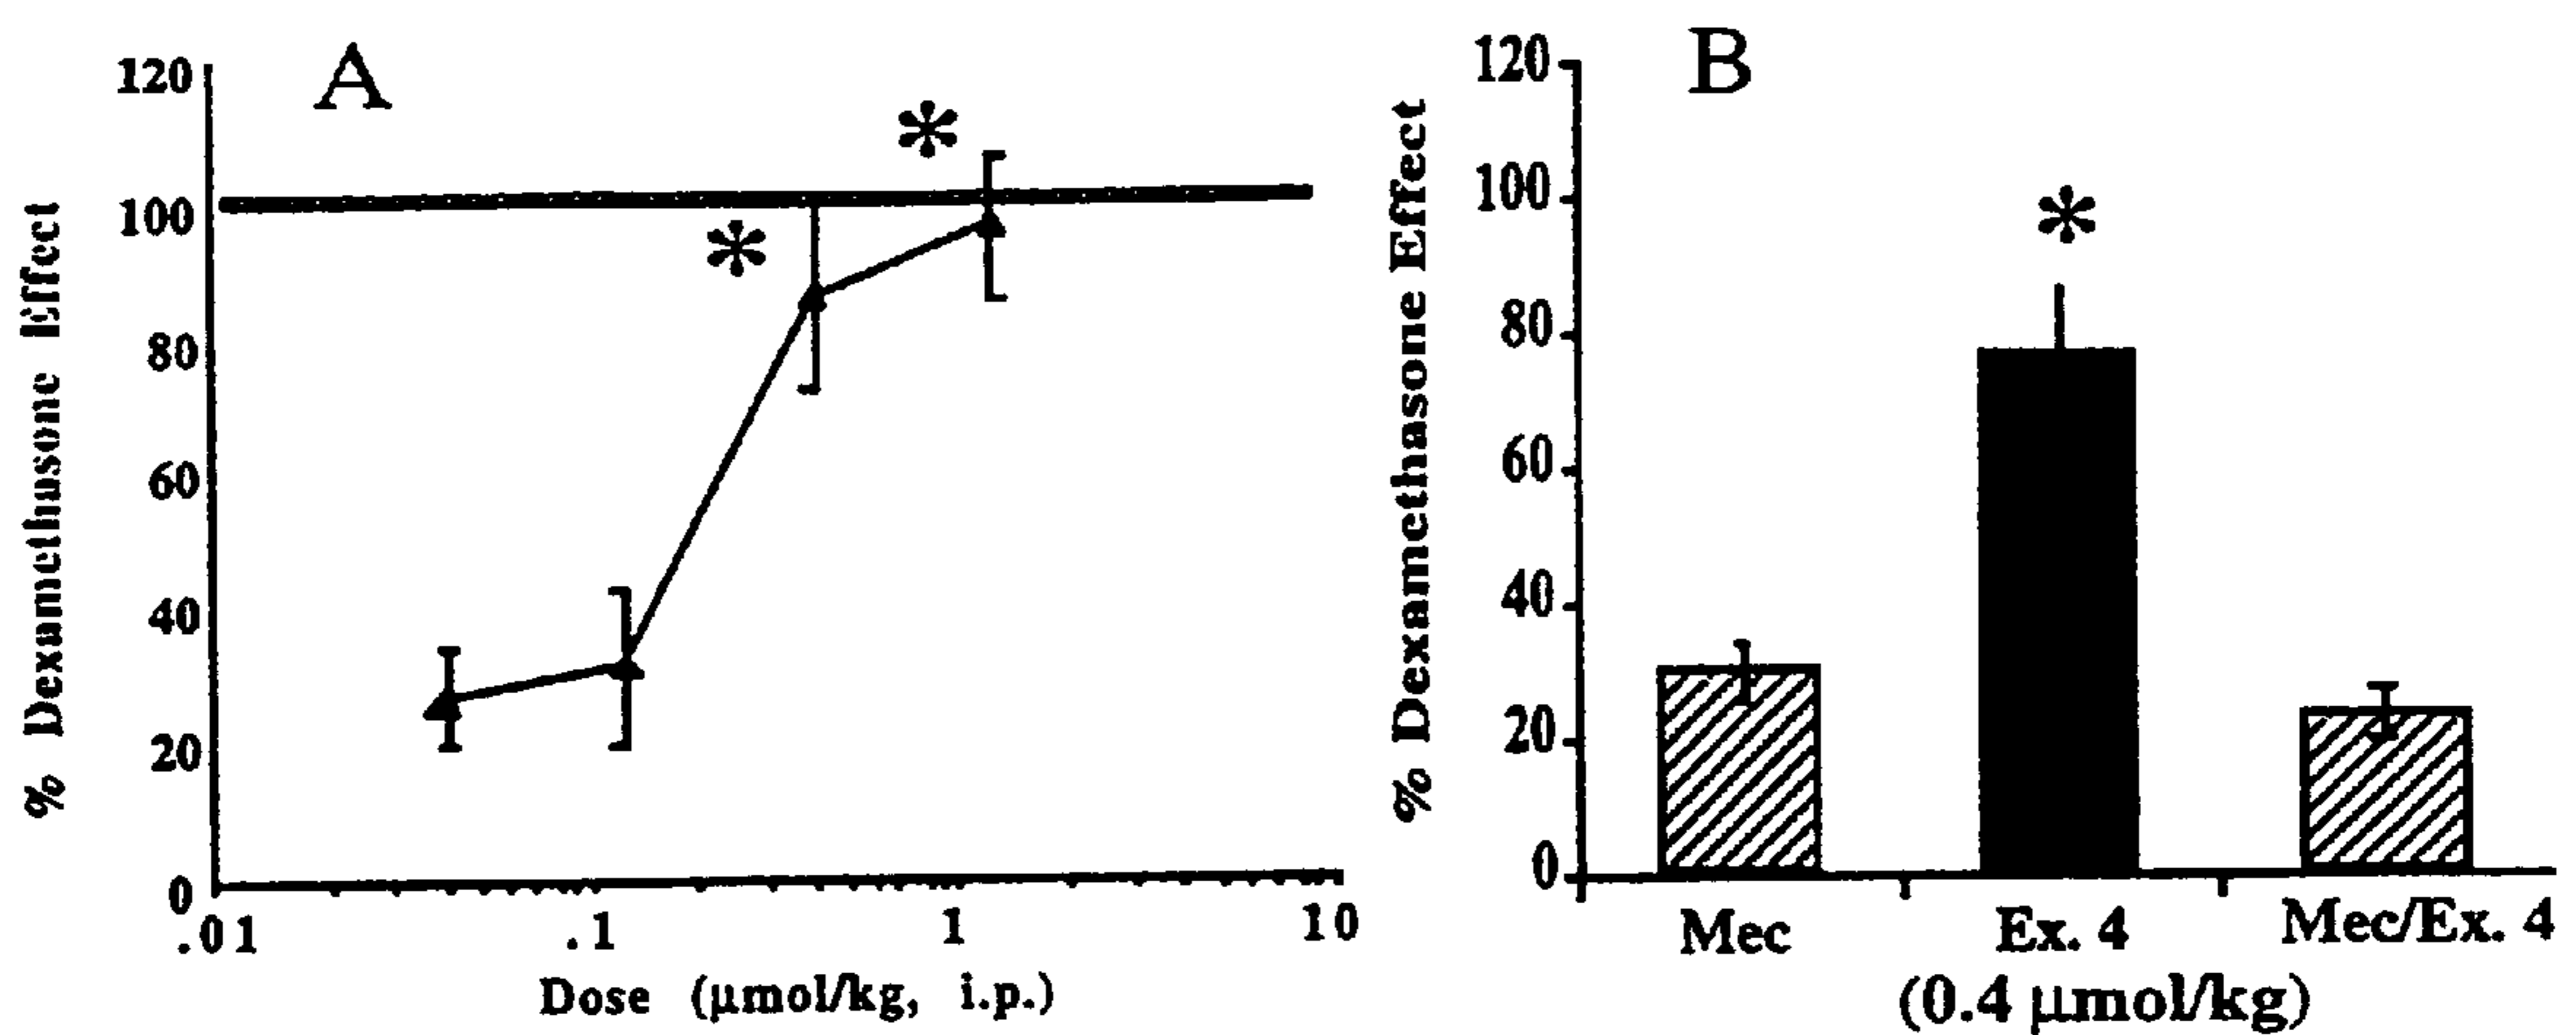 A
120
100
80
60
40
20
0
.01 .1 1 10
% Dexamethasone Effect
Dose (µmol/kg, i.p.)
*
*
B
120
100
80
60
40
20
0
% Dexamethasone Effect
*
Mec Ex. 4 Mec/Ex. 4
(0.4 µmol/kg)